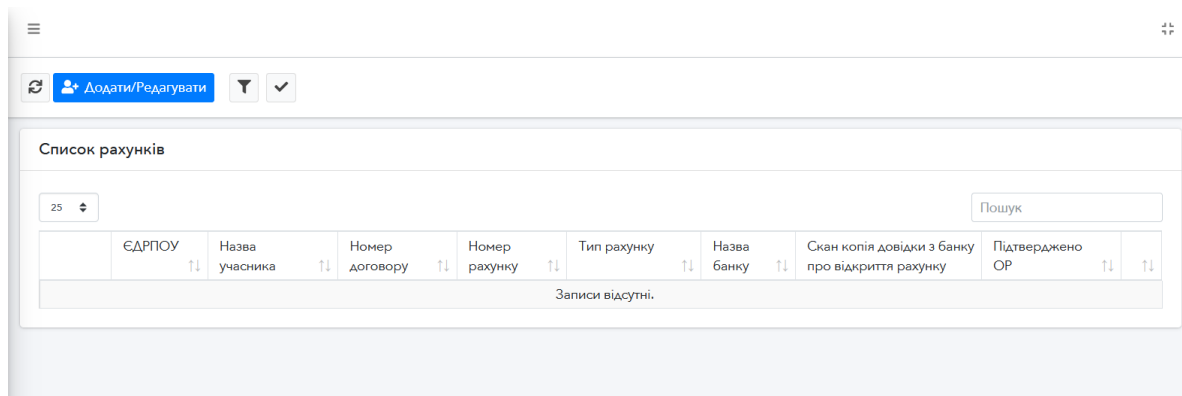 Додати/Редагувати
Список рахунків
25
Пошук
ЄДРПОУ
Назва
учасника
Номер
договору
Номер
рахунку
Тип рахунку
Назва
банку
Скан копія довідки з банку
про відкриття рахунку
Підтверджено
ОР
Записи відсутні.